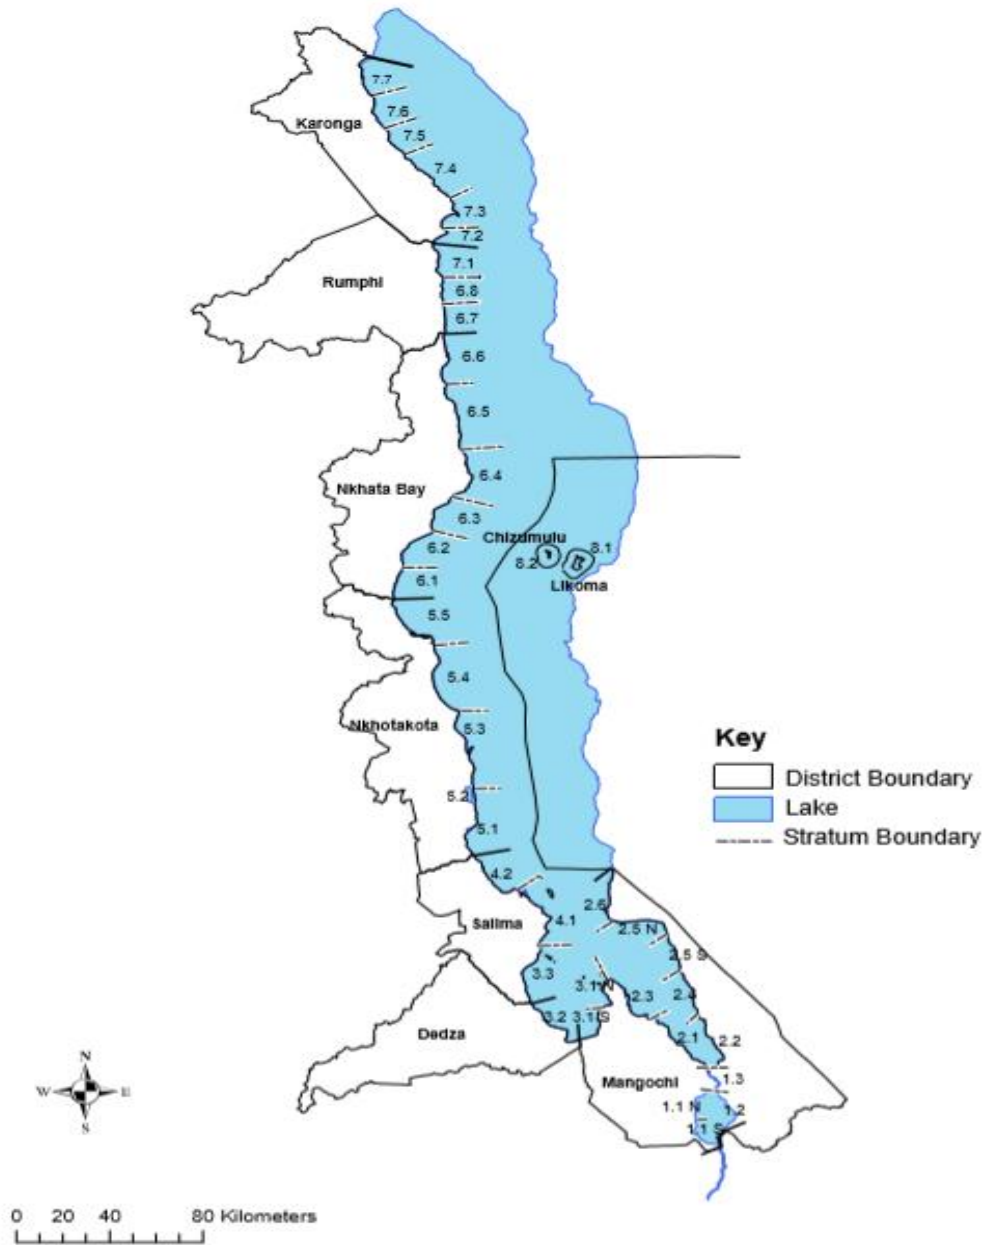 7.7
7.6
Karonga
7.5
7.4
7.3
7.2
7.1
Rumphi
6.8
6.7
6.6
6.5
6.4
Nkhata Bay
6.3
Chizumulu
6.2
8.2
8.1
6.1
Likoma
5.5
5.4
Nkhotakota
5.3
Key
District Boundary
Lake
Stratum Boundary
5.2
5.1
4.2
2.6
Salima
4.1
2.5 N
2.5 S
3.3
3.1 N
2.3
2.4
3.2
3.1 S
Dedza
2.1
2.2
N
W
E
S
Mangochi
1.3
1.1 N
1.2
1.1 S
0 20 40 80 Kilometers